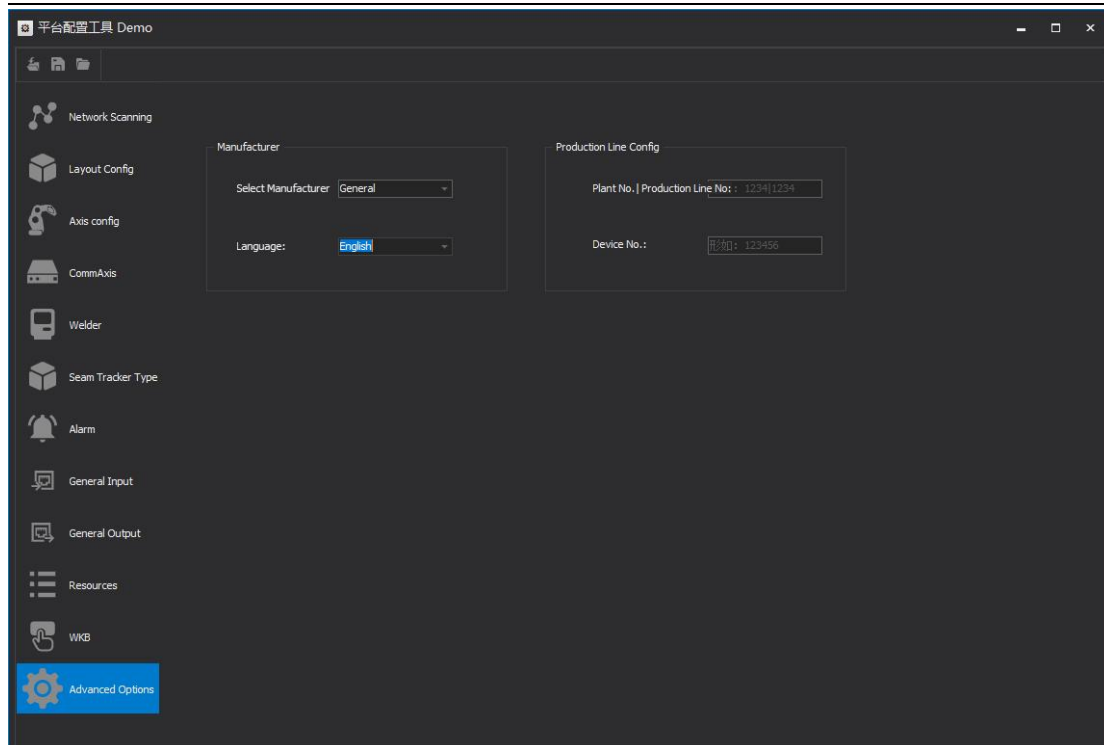 平台配置工具 Demo
Network Scanning
Layout Config
Axis config
CommAxis
Welder
Seam Tracker Type
Alarm
General Input
General Output
Resources
WKB
Advanced Options
Manufacturer
Select Manufacturer General
Language: English
Production Line Config
Plant No.|Production Line No: : 1234|1234
Device No.: 形如: 123456